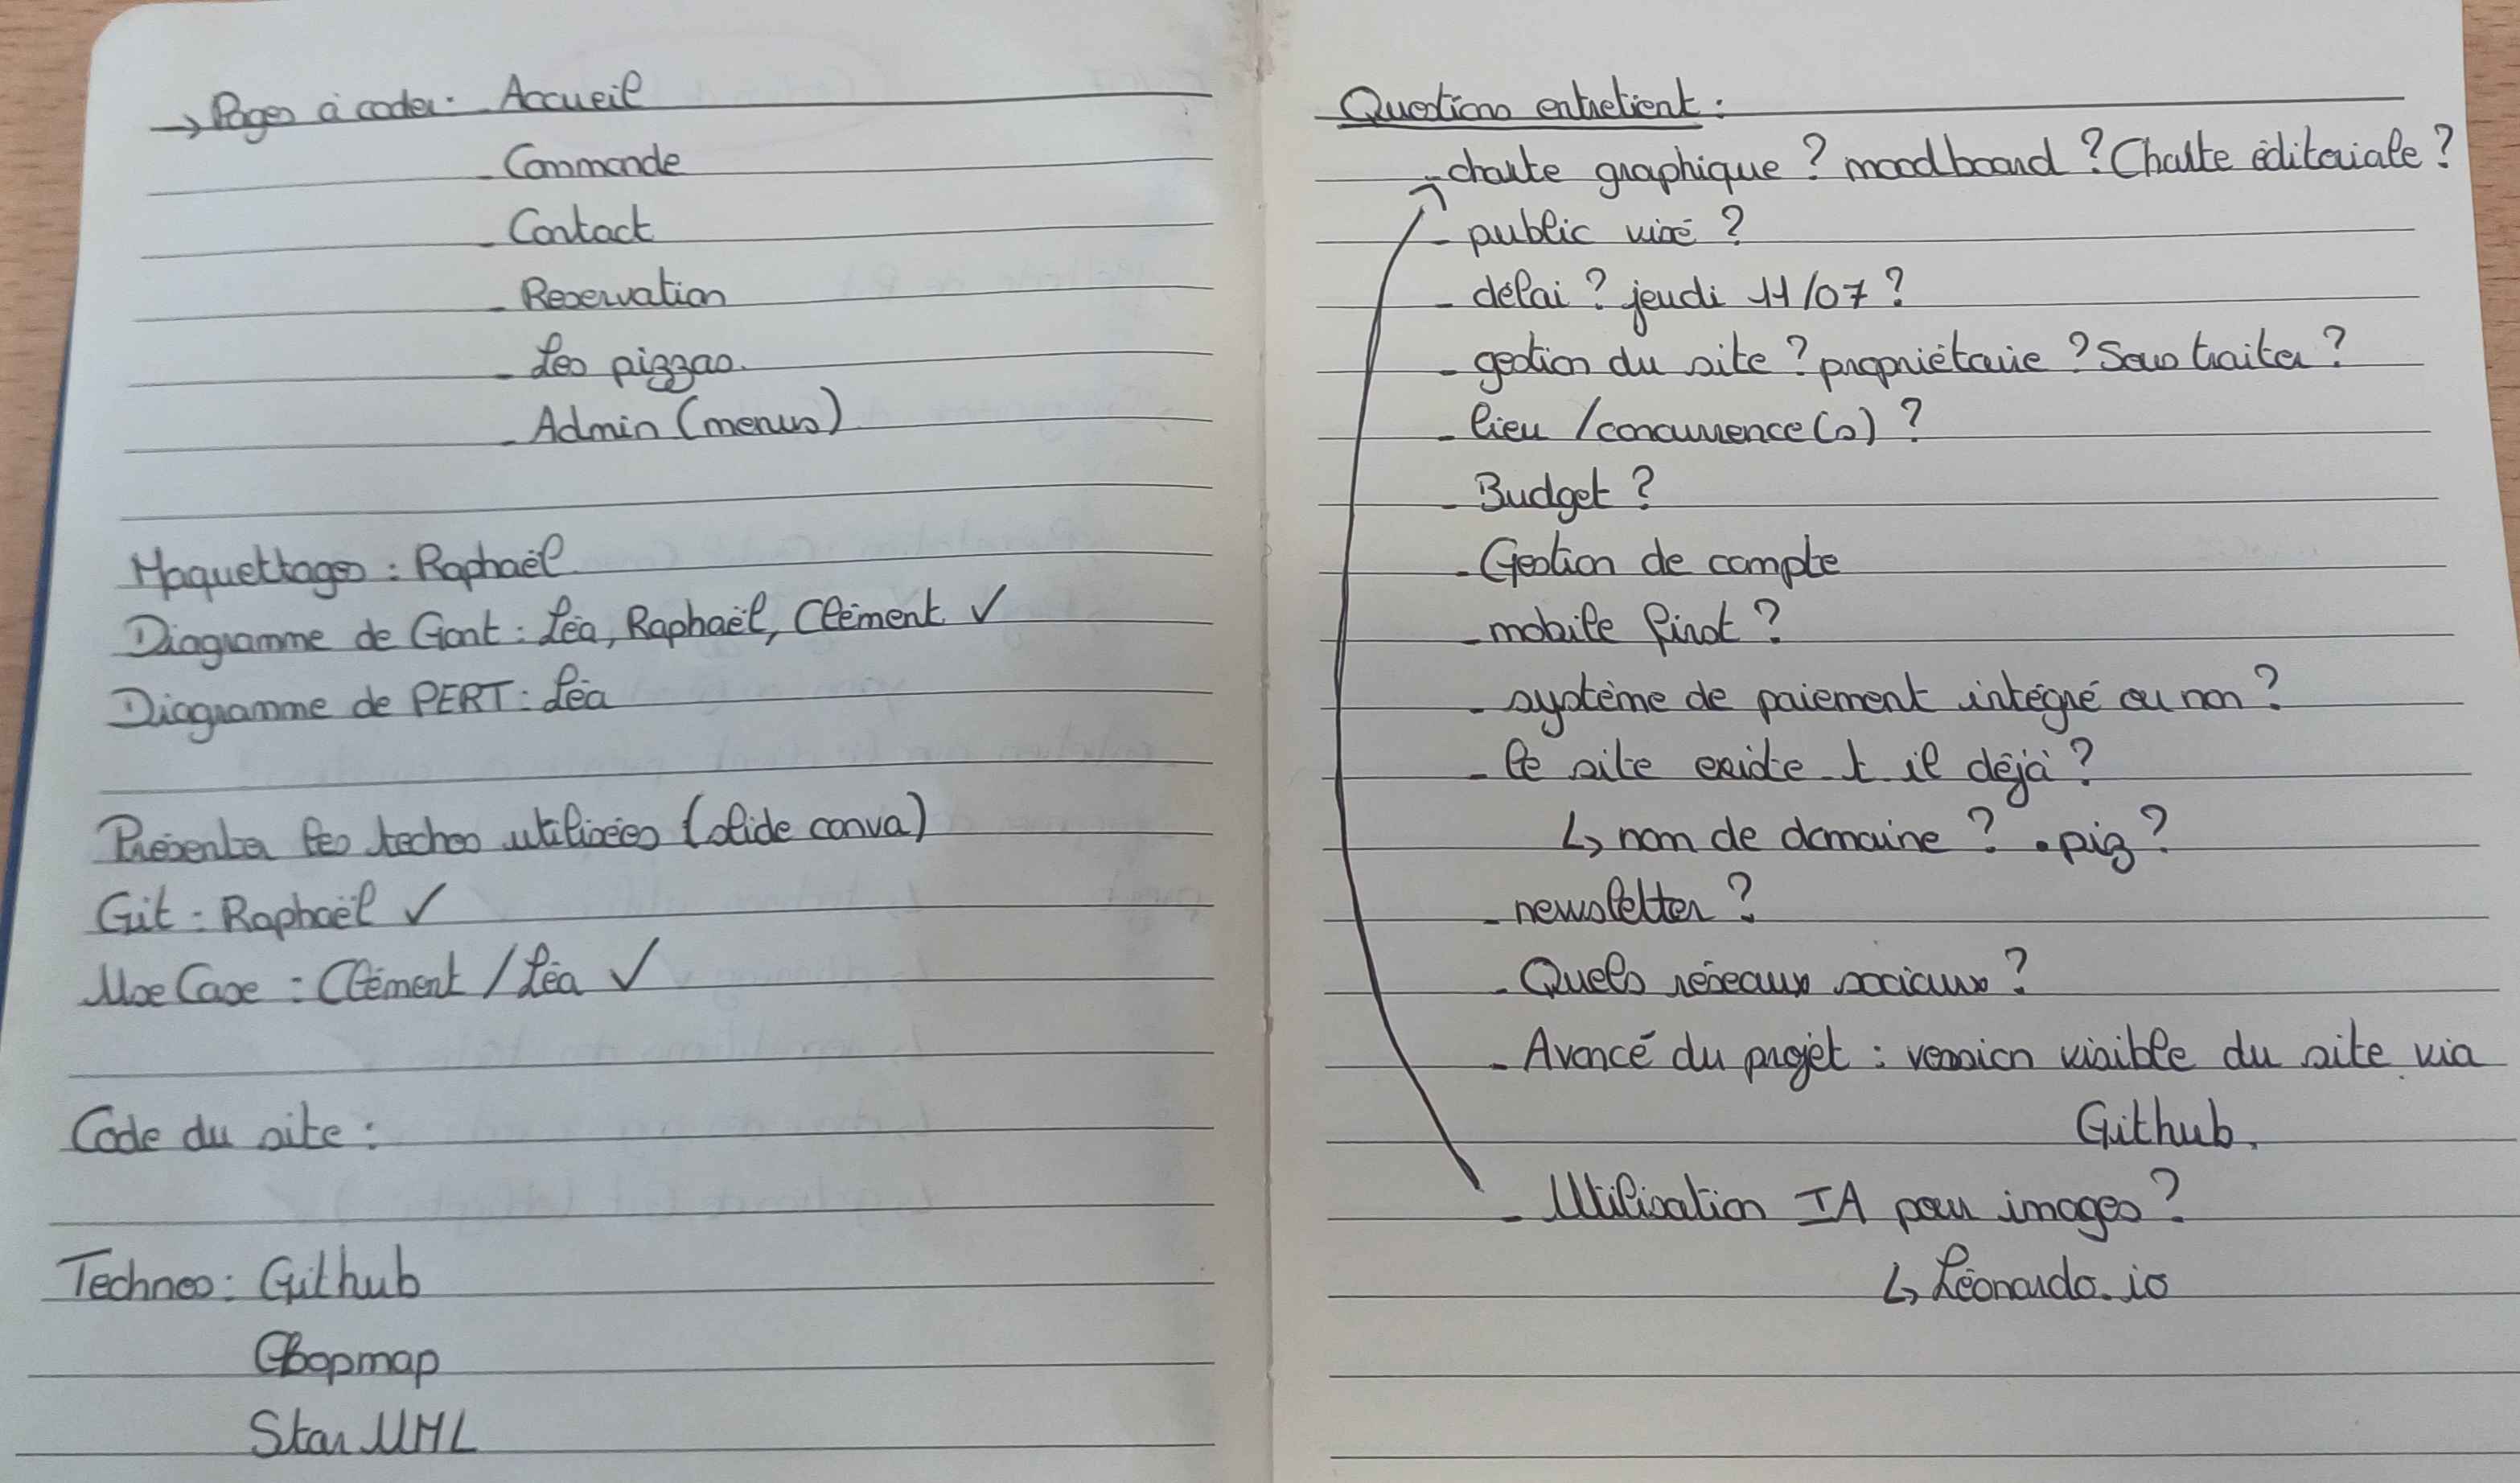 → Pages à coder : - Accueil
- Commande
- Contact
- Reservation
- Les pizzas.
- Admin (menus)
Maquettages : Raphaël
Diagramme de Gant : Léa, Raphaël, Clément ✓
Diagramme de PERT : Léa
Présenter les technos utilisées (slide canva)
Git : Raphaël ✓
Use Case : Clément / Léa ✓
Code du site :
Technos : Github
Star UML
Questions entretient :
- charte graphique ? moodboard ? Charte éditoriale ?
- public visé ?
- délai ? jeudi 11/07 ?
- gestion du site ? propriétaire ? Sous traiter ?
- lieu / concurrence(s) ?
- Budget ?
- Gestion de compte
- mobile first ?
- système de paiement intégré ou non ?
- le site existe t il déjà ?
↳ nom de domaine ? . piz ?
- newsletter ?
- Quels réseaux sociaux ?
- Avancé du projet : version visible du site via
Github.
- Utilisation IA pour images ?
↳ Léonardo. io